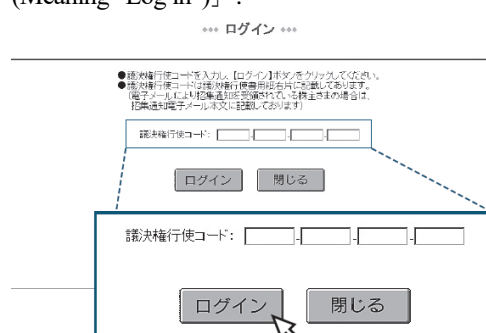 (Meaning "Log in")」.
*** ログイン ***
●議決権行使コードを入力し、【ログイン】ボタンをクリックしてください。
●議決権行使コードは議決権行使書用紙右片に記載してあります。
(電子メールにより招集通知を受領されている株主さまの場合は、
招集通知電子メール本文に記載しております)
議決権行使コード: - - -
ログイン 閉じる
議決権行使コード: - - -
ログイン 閉じる